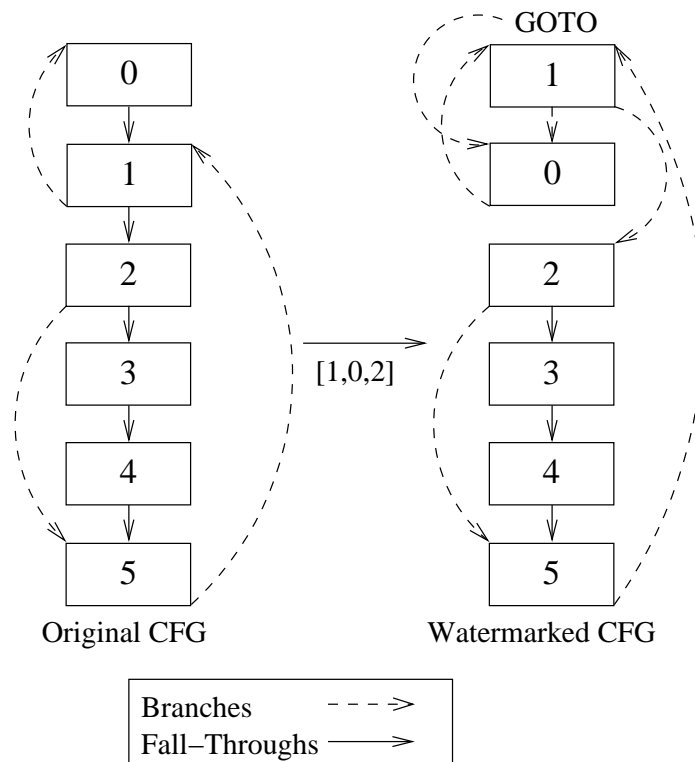 GOTO
0
1
2
3
4
5
Original CFG
[1,0,2]
1
0
2
3
4
5
Watermarked CFG
Branches
Fall–Throughs